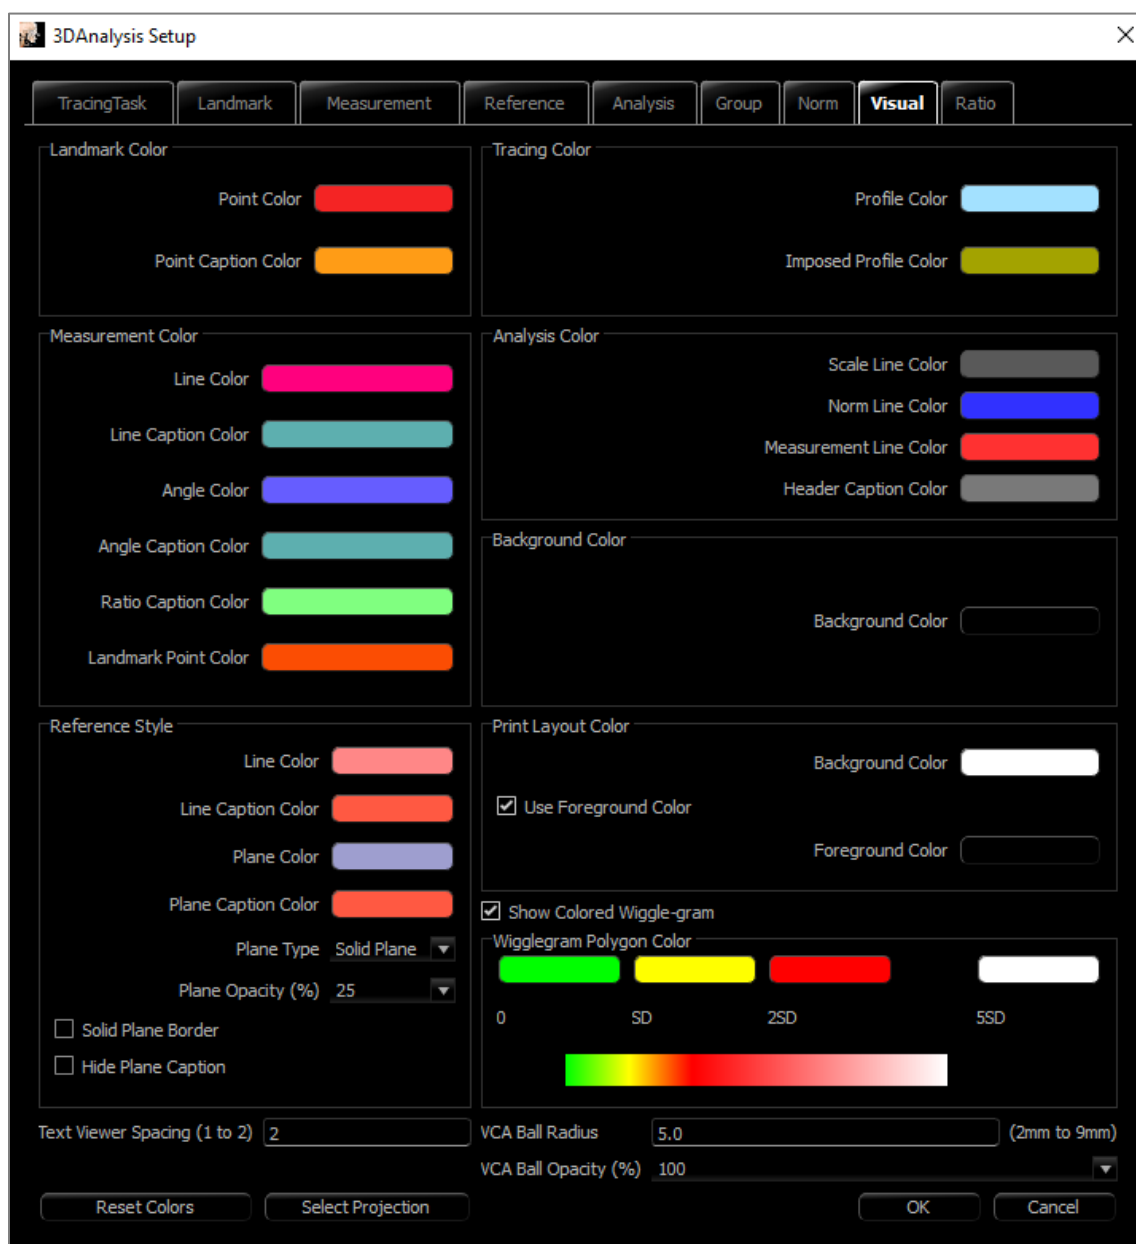 3DAnalysis Setup
TracingTask Landmark Measurement Reference Analysis Group Norm Visual Ratio
Landmark Color
Point Color
Point Caption Color
Tracing Color
Profile Color
Imposed Profile Color
Measurement Color
Line Color
Line Caption Color
Angle Color
Angle Caption Color
Ratio Caption Color
Landmark Point Color
Analysis Color
Scale Line Color
Norm Line Color
Measurement Line Color
Header Caption Color
Background Color
Background Color
Reference Style
Line Color
Line Caption Color
Plane Color
Plane Caption Color
Plane Type Solid Plane
Plane Opacity (%) 25
Solid Plane Border
Hide Plane Caption
Print Layout Color
Background Color
Use Foreground Color
Foreground Color
Show Colored Wiggle-gram
Wigglegram Polygon Color
0 SD 2SD 5SD
Text Viewer Spacing (1 to 2) 2
VCA Ball Radius 5.0 (2mm to 9mm)
VCA Ball Opacity (%) 100
Reset Colors Select Projection OK Cancel